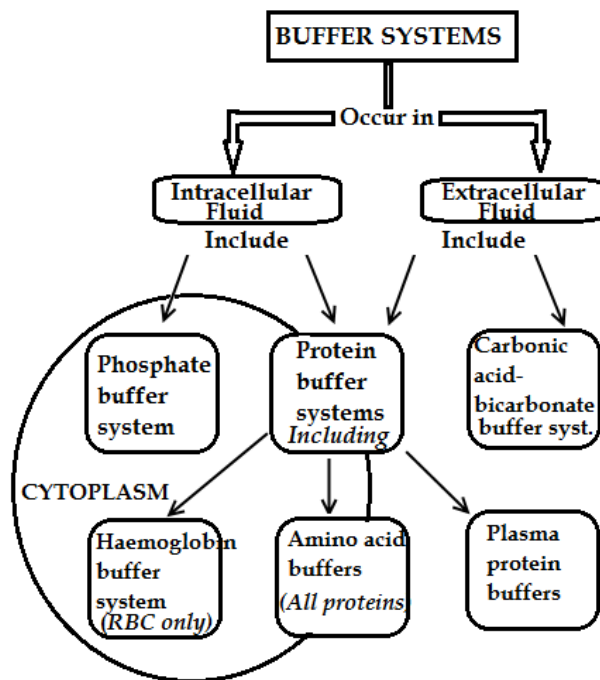 BUFFER SYSTEMS
Occur in
Intracellular
Fluid
Extracellular
Fluid
Include
Include
Phosphate
buffer
system
Protein
buffer
systems
Including
Carbonic
acid-
bicarbonate
buffer syst.
CYTOPLASM
Haemoglobin
buffer
system
(RBC only)
Amino acid
buffers
(All proteins)
Plasma
protein
buffers